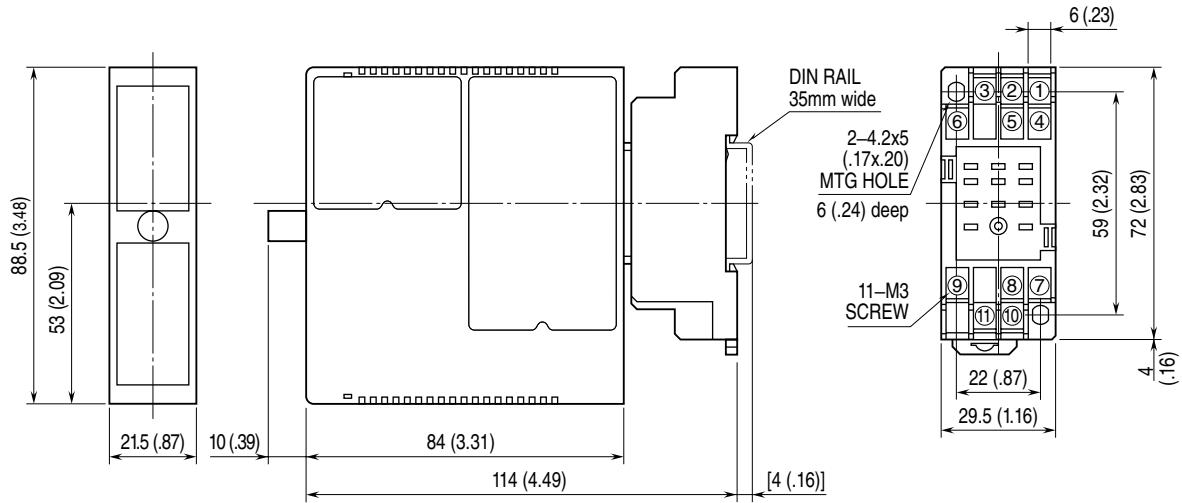 6 (.23)
DIN RAIL
35mm wide
2–4.2x5
(.17x.20)
MTG HOLE
6 (.24) deep
11–M3
SCREW
3 2 1
6 5 4
9 8 7
11 10
88.5 (3.48)
53 (2.09)
59 (2.32)
72 (2.83)
4
(.16)
22 (.87)
29.5 (1.16)
21.5 (.87)
10 (.39)
84 (3.31)
114 (4.49)
[4 (.16)]